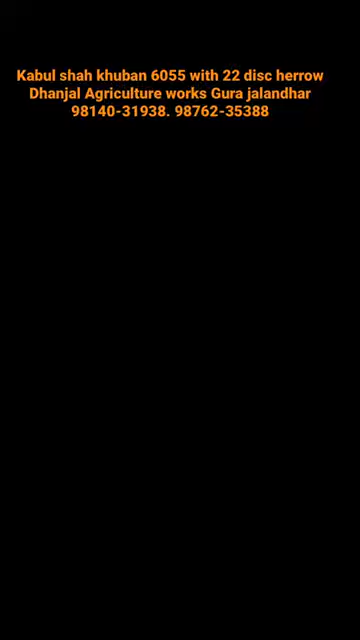 Kabul shah khuban 6055 with 22 disc herrow
Dhanjal Agriculture works Gura jalandhar
98140-31938. 98762-35388